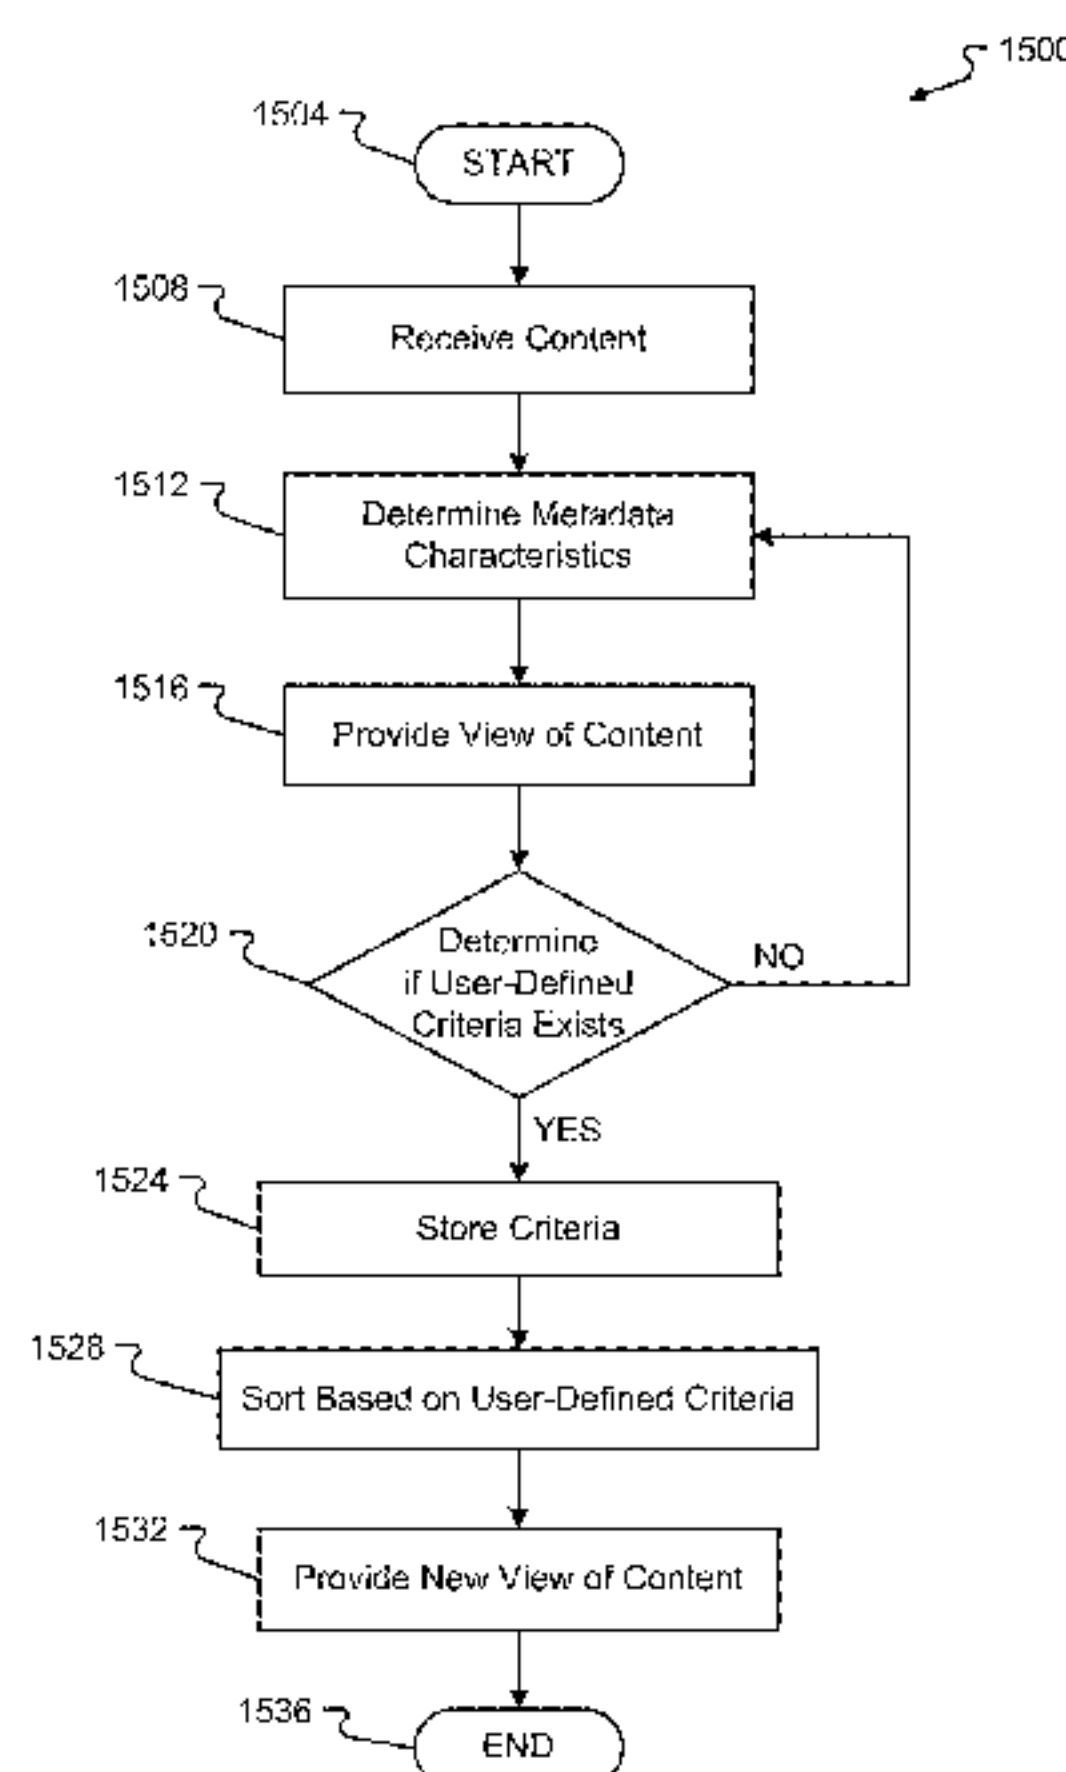 1500
1504
START
1508
Receive Content
1512
Determine Metadata
Characteristics
1516
Provide View of Content
1520
Determine
if User-Defined
Criteria Exists
NO
YES
1524
Store Criteria
1528
Sort Based on User-Defined Criteria
1532
Provide New View of Content
1536
END